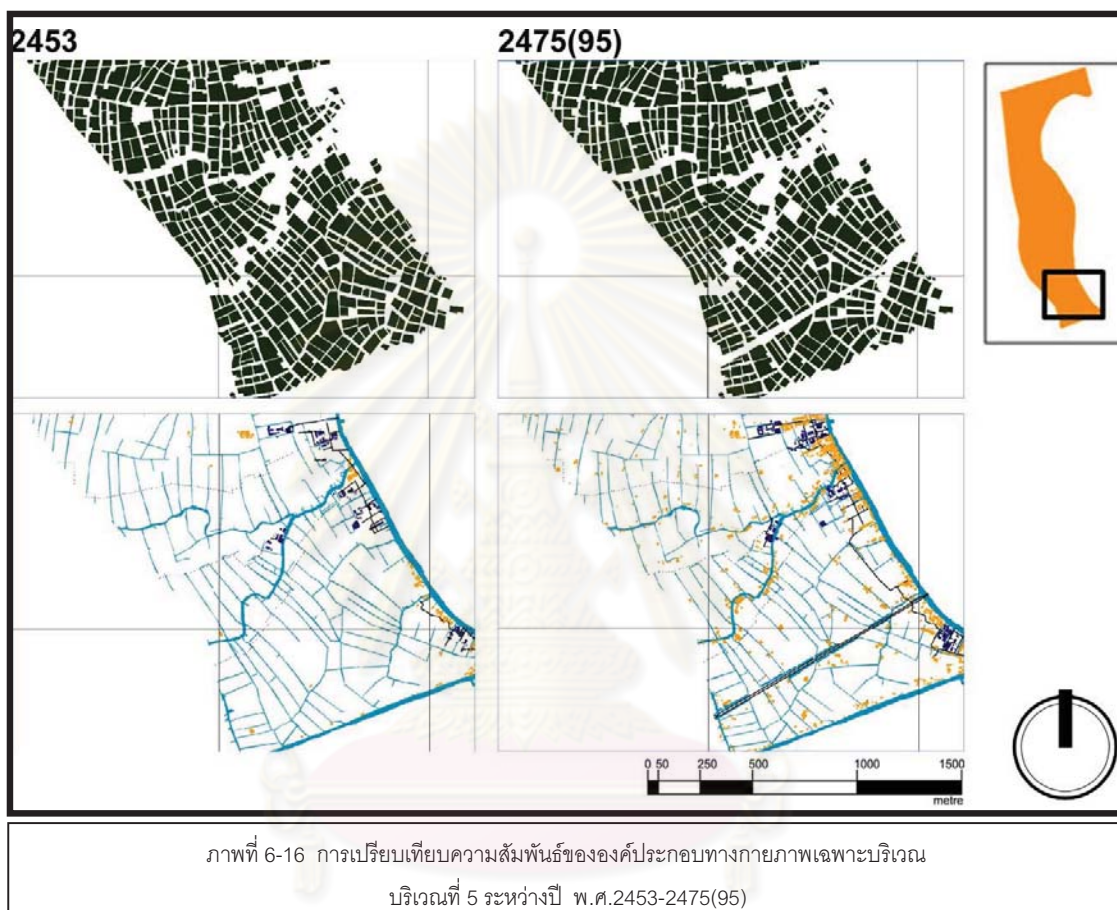 2453
2475(95)
0 50 250 500 1000 1500
metre
ภาพที่ 6-16 การเปรียบเทียบความสัมพันธ์ขององค์ประกอบทางกายภาพเฉพาะบริเวณ
บริเวณที่ 5 ระหว่างปี พ.ศ.2453-2475(95)